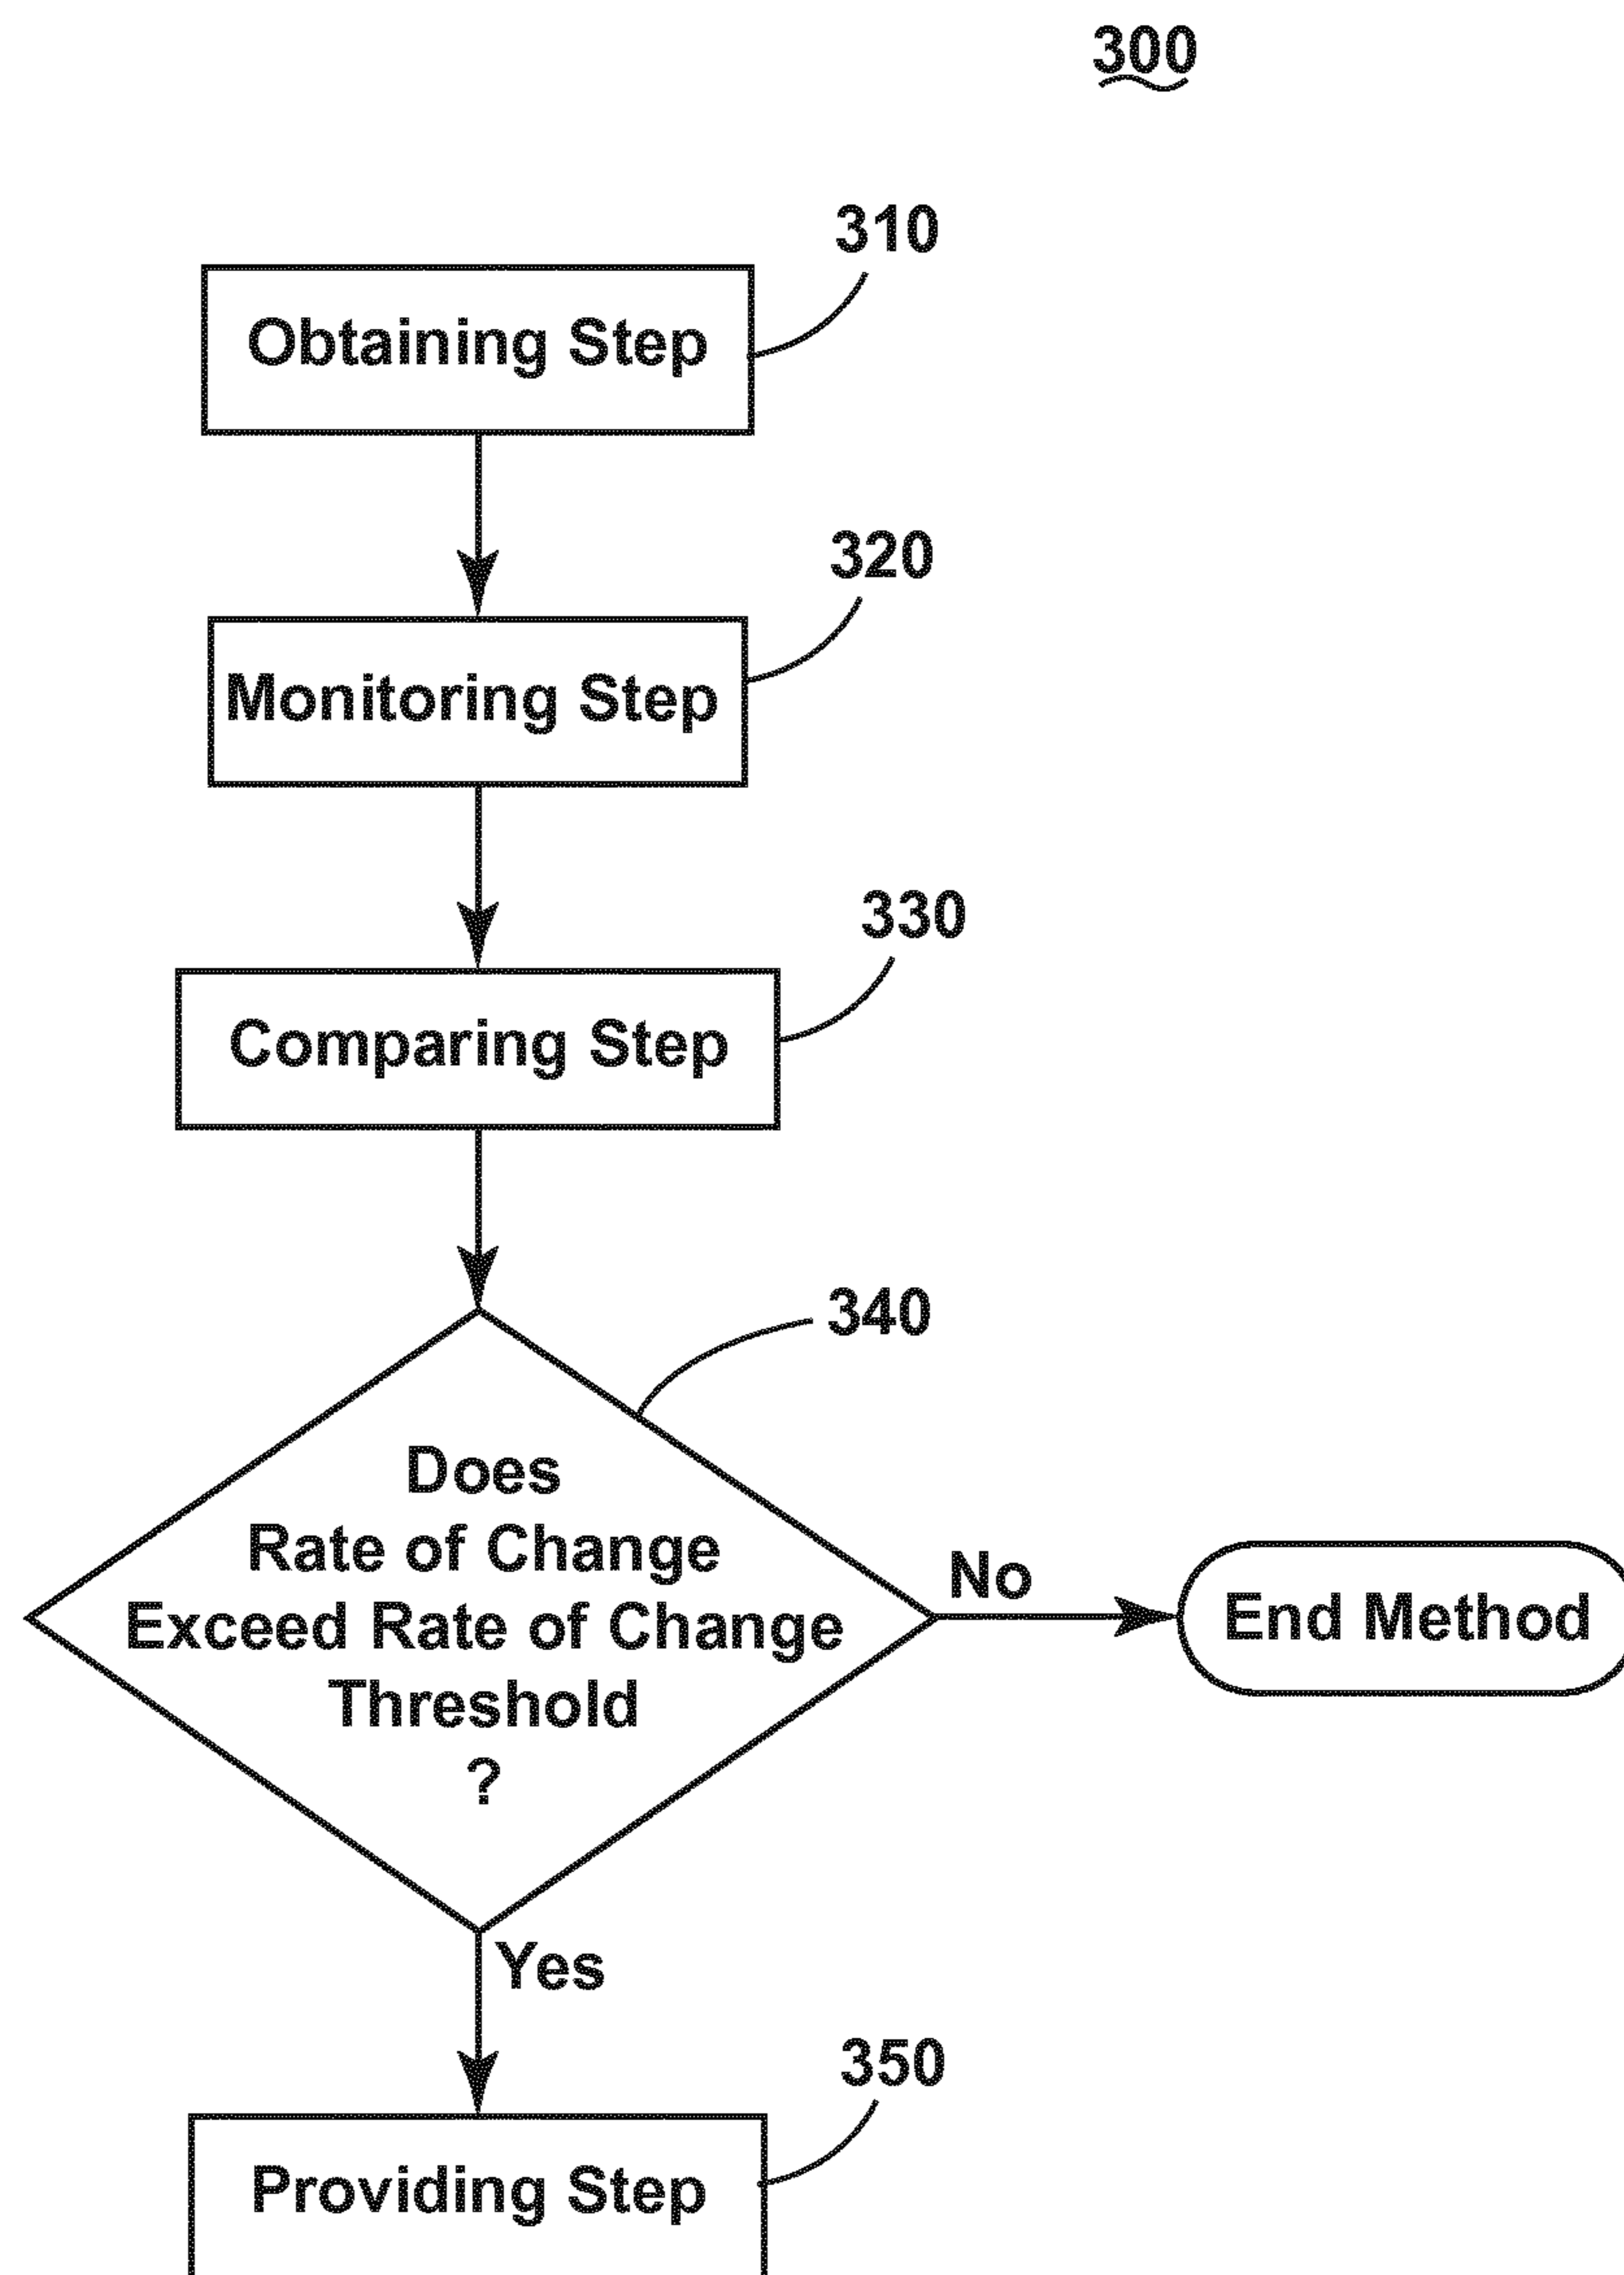 300
310
Obtaining Step
320
Monitoring Step
330
Comparing Step
340
Does
Rate of Change
Exceed Rate of Change
Threshold
?
No
End Method
Yes
350
Providing Step